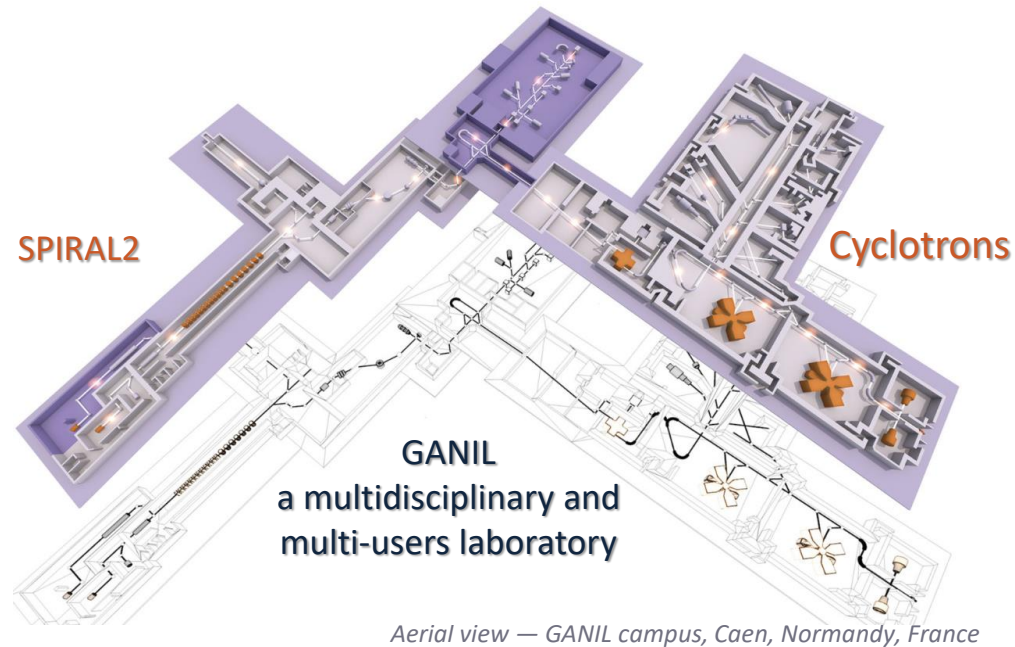 SPIRAL2
Cyclotrons
GANIL
a multidisciplinary and
multi-users laboratory
Aerial view — GANIL campus, Caen, Normandy, France